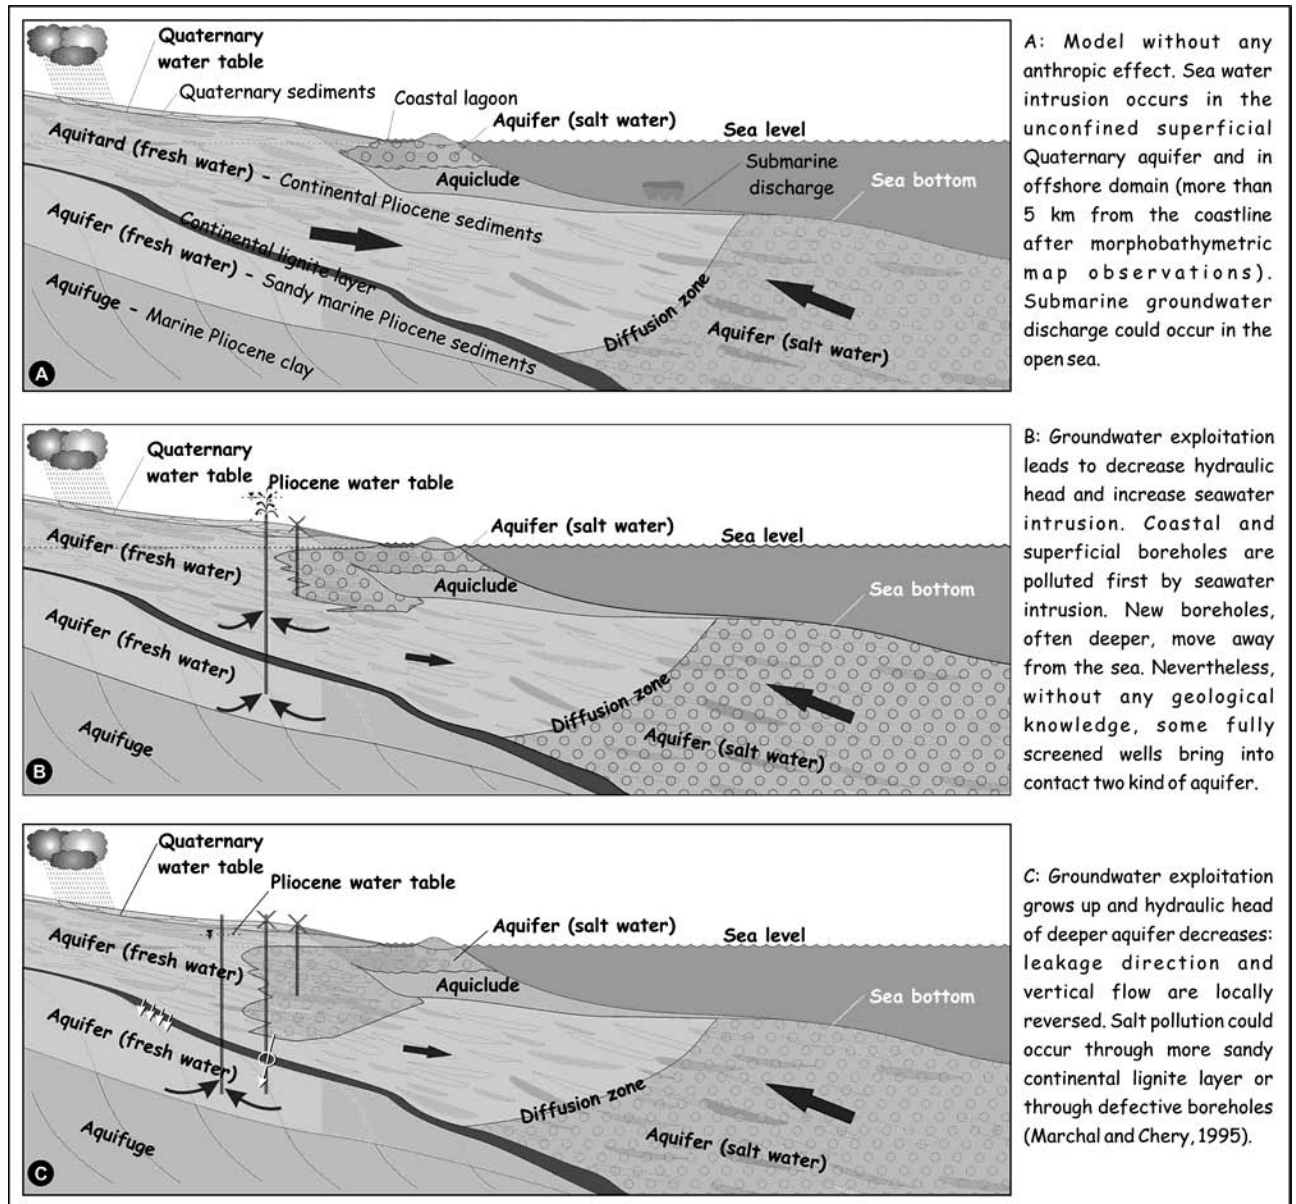 Quaternary
water table
Quaternary sediments
Coastal lagoon
Aquifer (salt water)
Sea level
Aquitard (fresh water) - Continental Pliocene sediments
Aquiclude
Submarine
discharge
Sea bottom
Continental lignite layer
Aquifer (fresh water) - Sandy marine Pliocene sediments
Aquifuge - Marine Pliocene clay
Diffusion zone
Aquifer (salt water)
A
A: Model without any
anthropic effect. Sea water
intrusion occurs in the
unconfined superficial
Quaternary aquifer and in
offshore domain (more than
5 km from the coastline
after morphobathymetric
map observations).
Submarine groundwater
discharge could occur in the
open sea.
Quaternary
water table
Pliocene water table
Aquifer (salt water)
Sea level
Aquifer (fresh water)
Aquiclude
Sea bottom
Aquifer (fresh water)
Diffusion zone
Aquifuge
Aquifer (salt water)
B
B: Groundwater exploitation
leads to decrease hydraulic
head and increase seawater
intrusion. Coastal and
superficial boreholes are
polluted first by seawater
intrusion. New boreholes,
often deeper, move away
from the sea. Nevertheless,
without any geological
knowledge, some fully
screened wells bring into
contact two kind of aquifer.
Quaternary
water table
Pliocene water table
Aquifer (salt water)
Sea level
Aquifer (fresh water)
Aquiclude
Sea bottom
Aquifer (fresh water)
Diffusion zone
Aquifuge
Aquifer (salt water)
C
C: Groundwater exploitation
grows up and hydraulic head
of deeper aquifer decreases:
leakage direction and
vertical flow are locally
reversed. Salt pollution could
occur through more sandy
continental lignite layer or
through defective boreholes
(Marchal and Chery, 1995).